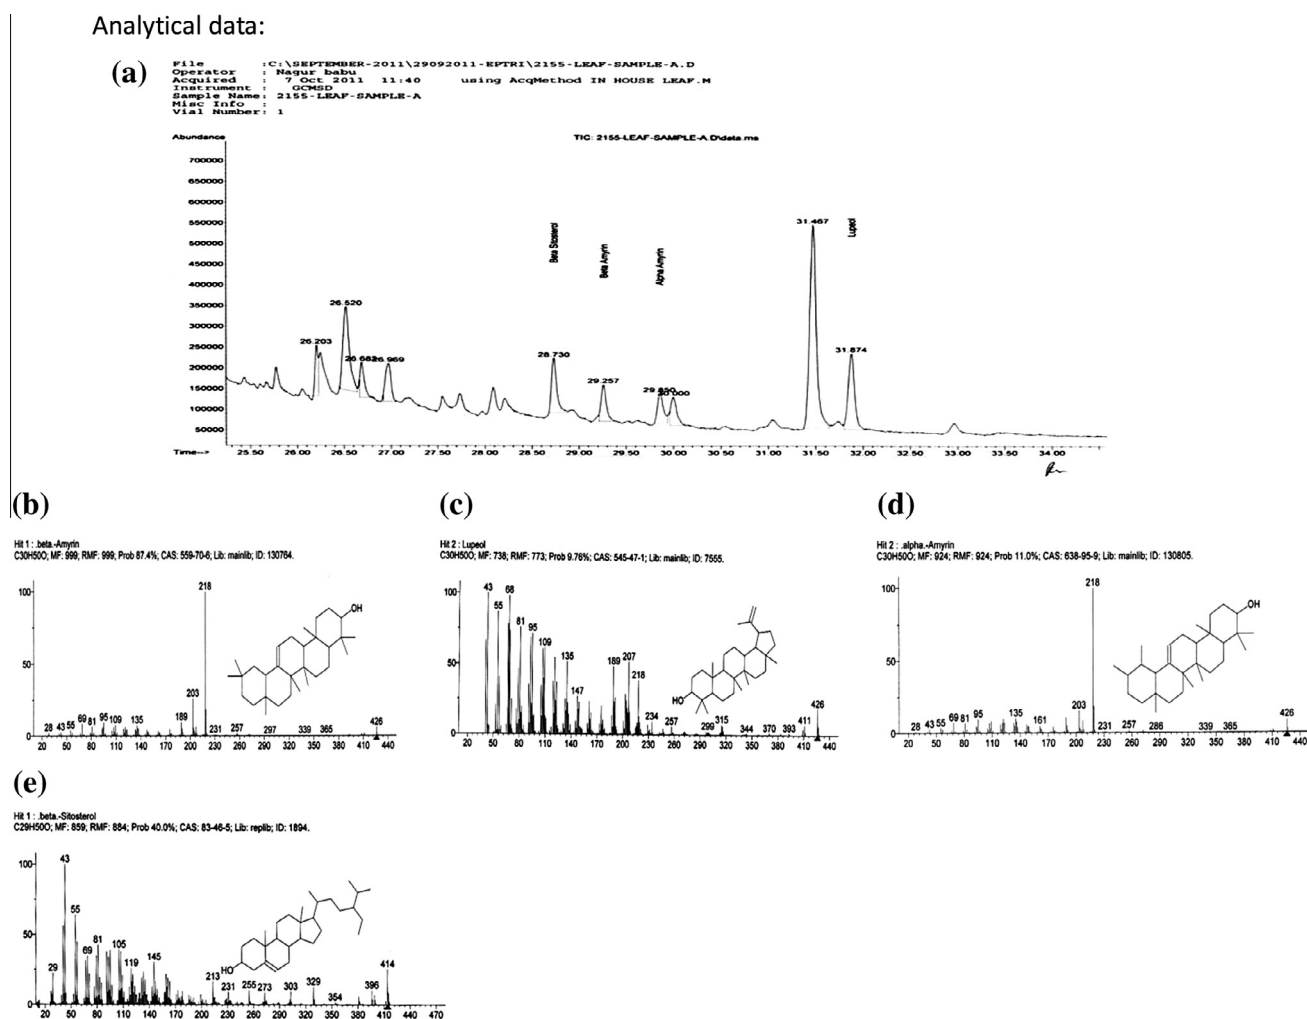 Analytical data:
(a)
File :C:\SEPTEMBER-2011\29092011-EPTRI\2155-LEAF-SAMPLE-A.D
Operator : Nagur babu
Acquired : 7 Oct 2011 11:40 using AcqMethod IN HOUSE LEAF.M
Instrument : GCMSD
Sample Name: 2155-LEAF-SAMPLE-A
Misc Info :
Vial Number: 1
Abundance
TIC: 2155-LEAF-SAMPLE-A.D\data.ms
700000
650000
600000
550000
500000
450000
400000
350000
300000
250000
200000
150000
100000
50000
26.203
26.520
26.682
26.969
28.730
Beta Sitosterol
29.257
Beta Amyrin
29.850
Alpha Amyrin
30.000
31.467
31.874
Lupeol
Time-->
25.50 26.00 26.50 27.00 27.50 28.00 28.50 29.00 29.50 30.00 30.50 31.00 31.50 32.00 32.50 33.00 33.50 34.00
(b)
Hit 1 : .beta.-Amyrin
C30H50O; MF: 999; RMF: 999; Prob 87.4%; CAS: 559-70-6; Lib: mainlib; ID: 130764.
100
50
0
28 43 55 69 81 95 109 135 189 203 218 231 257 297 339 365 426
OH
20 50 80 110 140 170 200 230 260 290 320 350 380 410 440
(c)
Hit 2 : Lupeol
C30H50O; MF: 738; RMF: 773; Prob 9.76%; CAS: 545-47-1; Lib: mainlib; ID: 7555.
100
50
0
43 55 68 81 95 109 135 147 189 207 218 234 257 299 315 344 370 393 411 426
HO
20 50 80 110 140 170 200 230 260 290 320 350 380 410 440
(d)
Hit 2 : .alpha.-Amyrin
C30H50O; MF: 924; RMF: 924; Prob 11.0%; CAS: 638-95-9; Lib: mainlib; ID: 130805.
100
50
0
28 43 55 69 81 95 135 161 203 218 231 257 286 339 365 426
OH
20 50 80 110 140 170 200 230 260 290 320 350 380 410 440
(e)
Hit 1 : .beta.-Sitosterol
C29H50O; MF: 859; RMF: 884; Prob 40.0%; CAS: 83-46-5; Lib: replib; ID: 1894.
100
50
0
29 43 55 69 81 105 119 145 213 231 255 273 303 329 354 396 414
HO
20 50 80 110 140 170 200 230 260 290 320 350 380 410 440 470